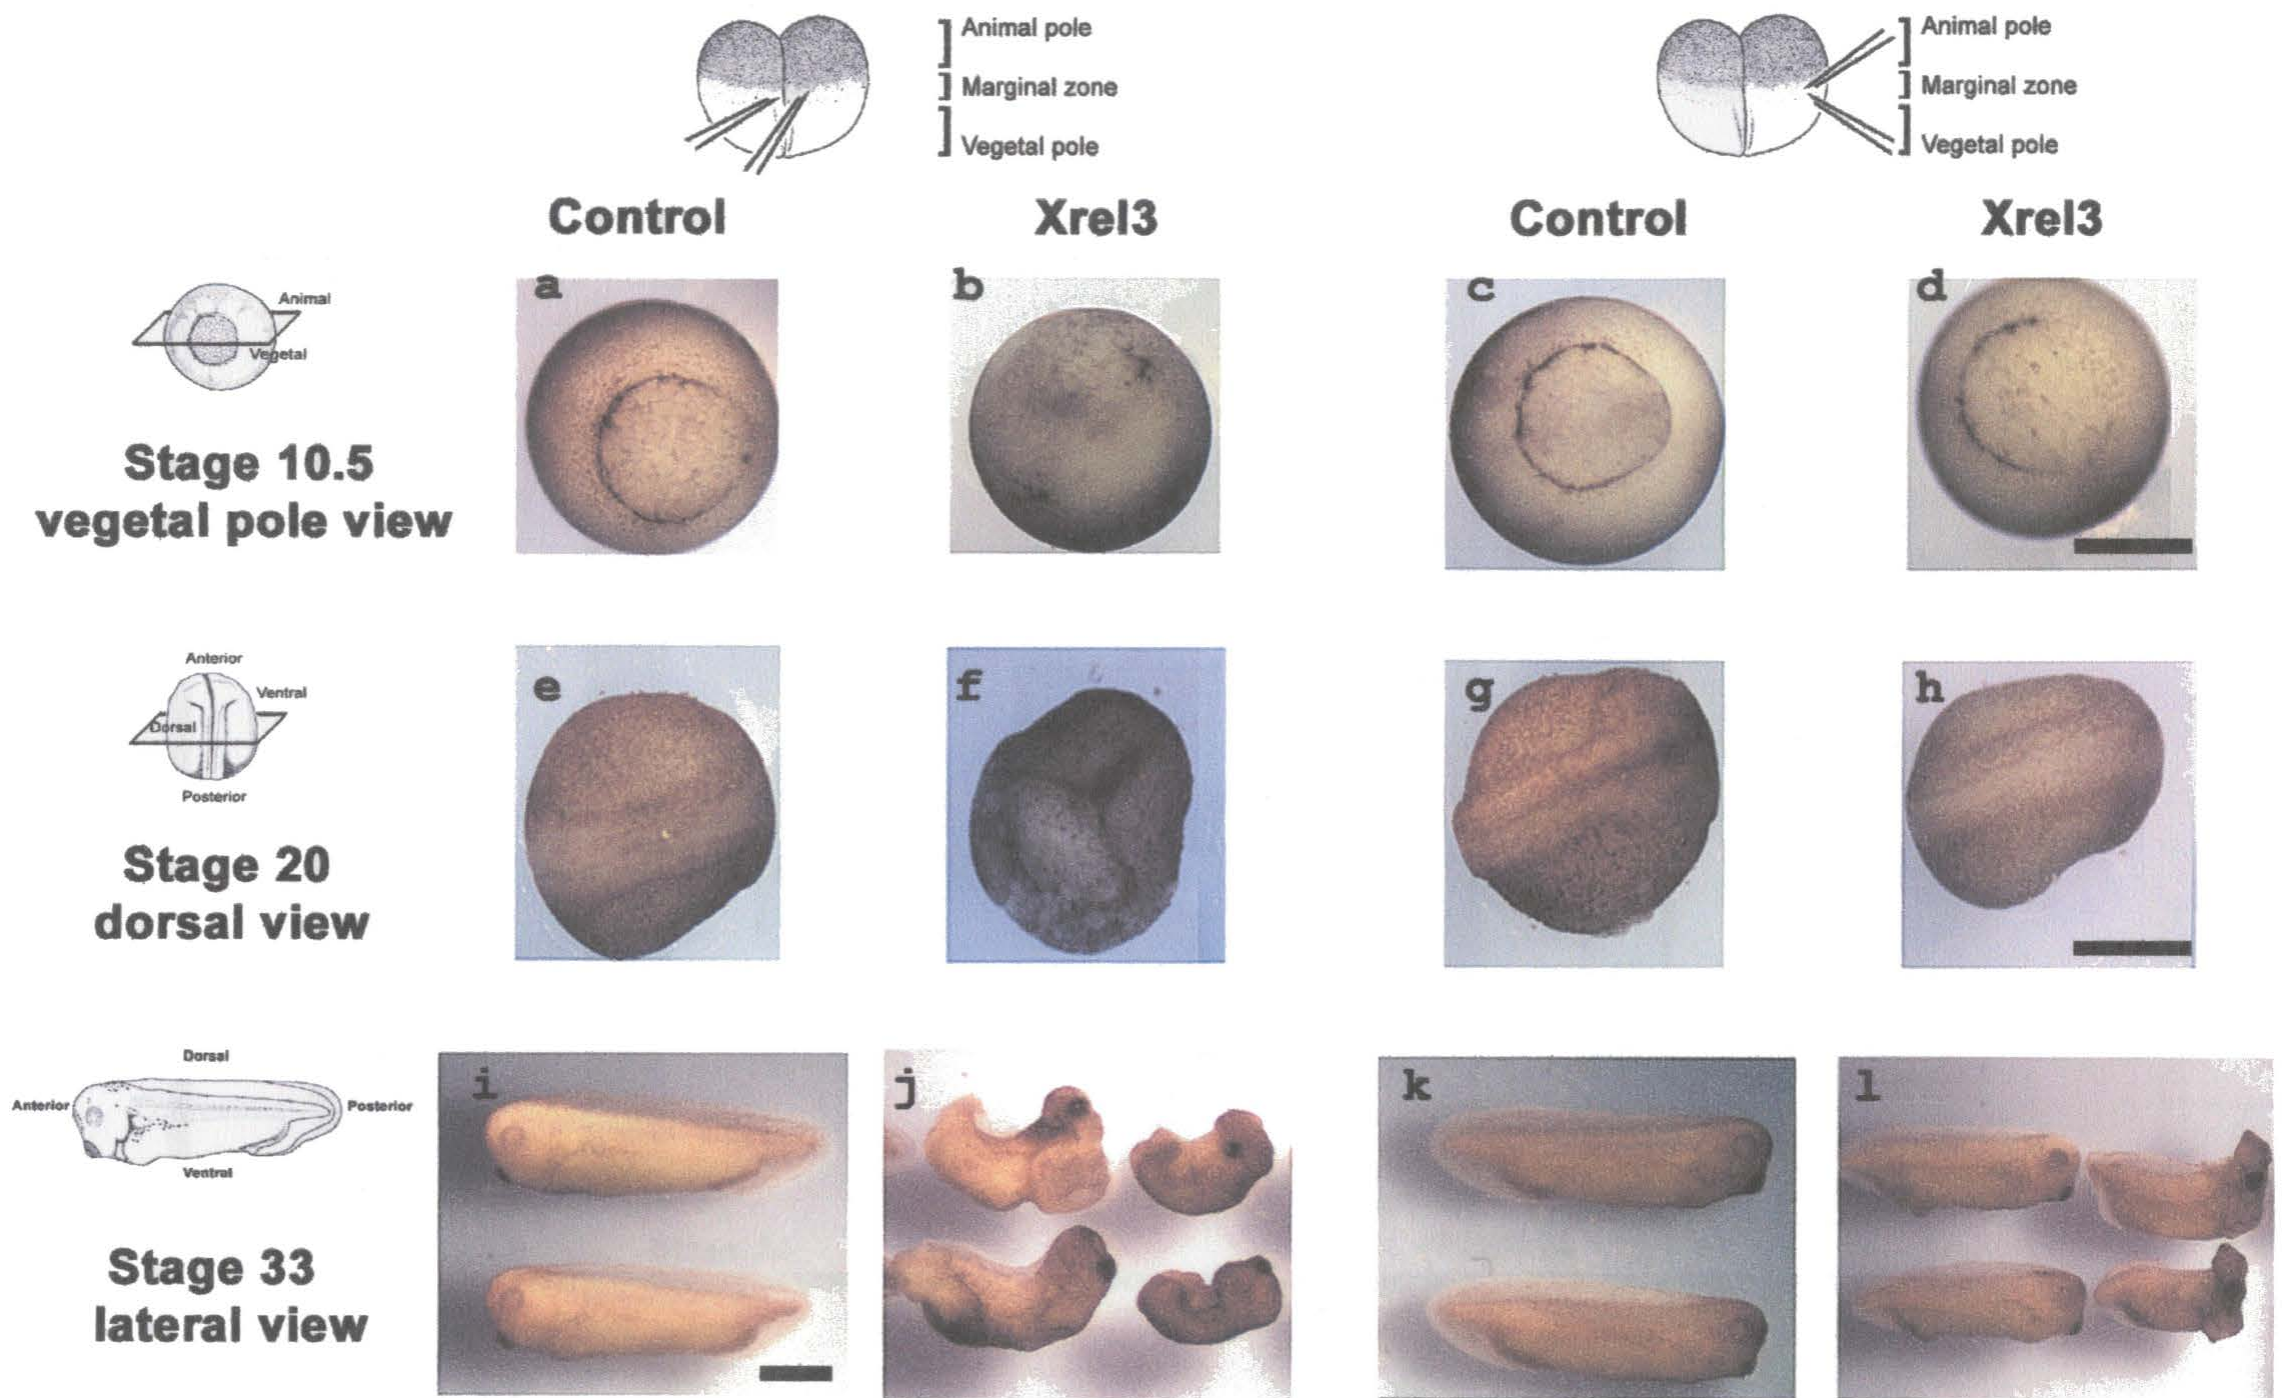 Animal pole
Marginal zone
Vegetal pole
Animal pole
Marginal zone
Vegetal pole
Control
Xrel3
Control
Xrel3
Animal
Vegetal
Stage 10.5
vegetal pole view
a
b
c
d
Anterior
Ventral
Dorsal
Posterior
Stage 20
dorsal view
e
f
g
h
Dorsal
Anterior
Posterior
Ventral
Stage 33
lateral view
i
j
k
l